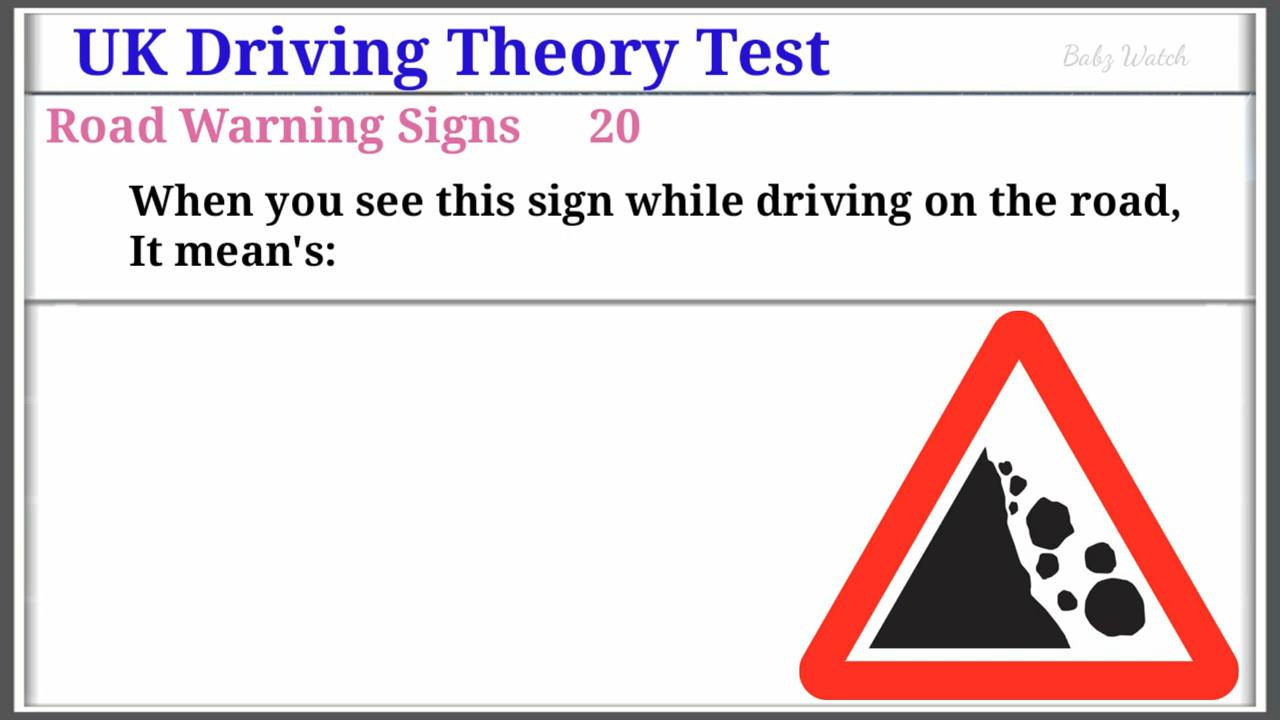 UK Driving Theory Test
Babz Watch
Road Warning Signs 20
When you see this sign while driving on the road,
It mean's: